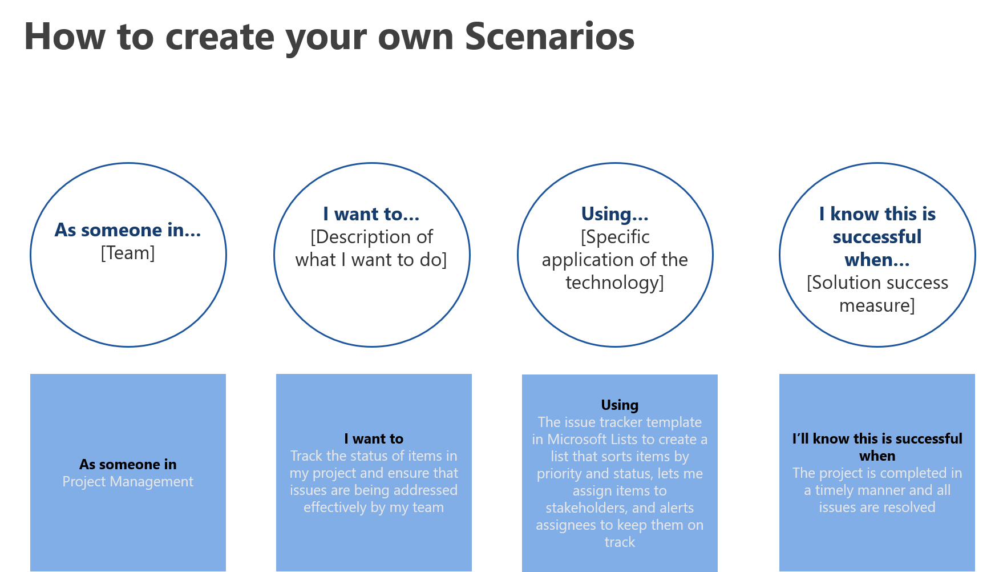 How to create your own Scenarios
As someone in...
[Team]
I want to...
[Description of
what I want to do]
Using...
[Specific
application of the
technology]
I know this is
successful
when...
[Solution success
measure]
As someone in
Project Management
I want to
Track the status of items in
my project and ensure that
issues are being addressed
effectively by my team
Using
The issue tracker template
in Microsoft Lists to create a
list that sorts items by
priority and status, lets me
assign items to
stakeholders, and alerts
assignees to keep them on
track
I’ll know this is successful
when
The project is completed in
a timely manner and all
issues are resolved